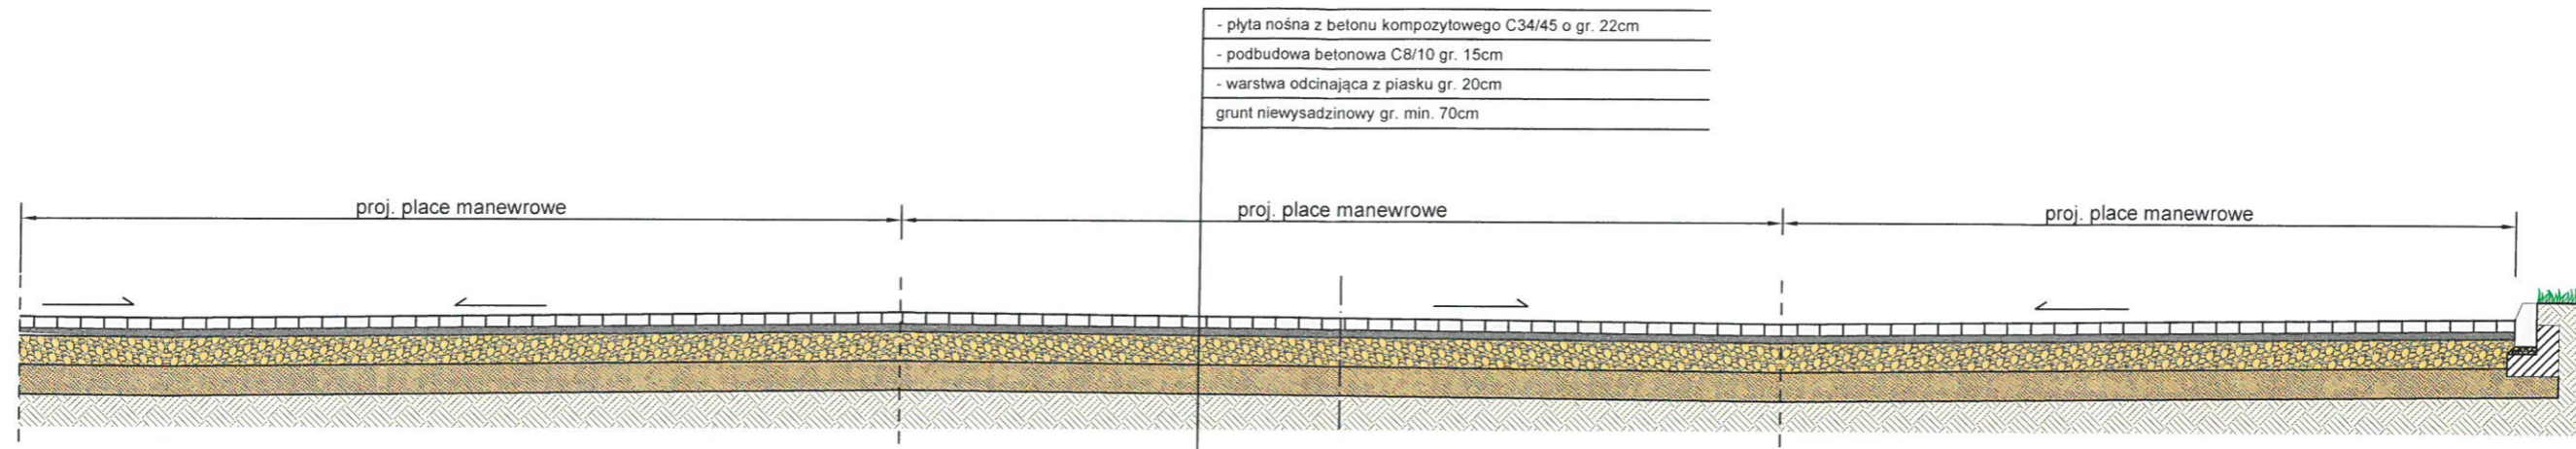 - płyta nośna z betonu kompozytowego C34/45 o gr. 22cm
- podbudowa betonowa C8/10 gr. 15cm
- warstwa odcinająca z piasku gr. 20cm
grunt niewysadzinowy gr. min. 70cm
proj. place manewrowe
proj. place manewrowe
proj. place manewrowe